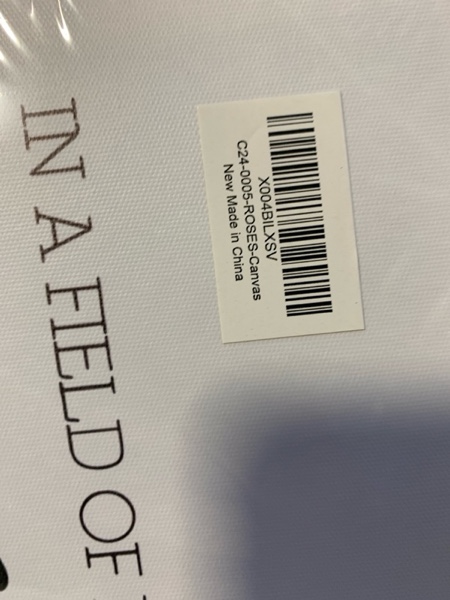 IN A FIELD OF
X004BILXSV
C24-0005-ROSES-Canvas
New Made in China